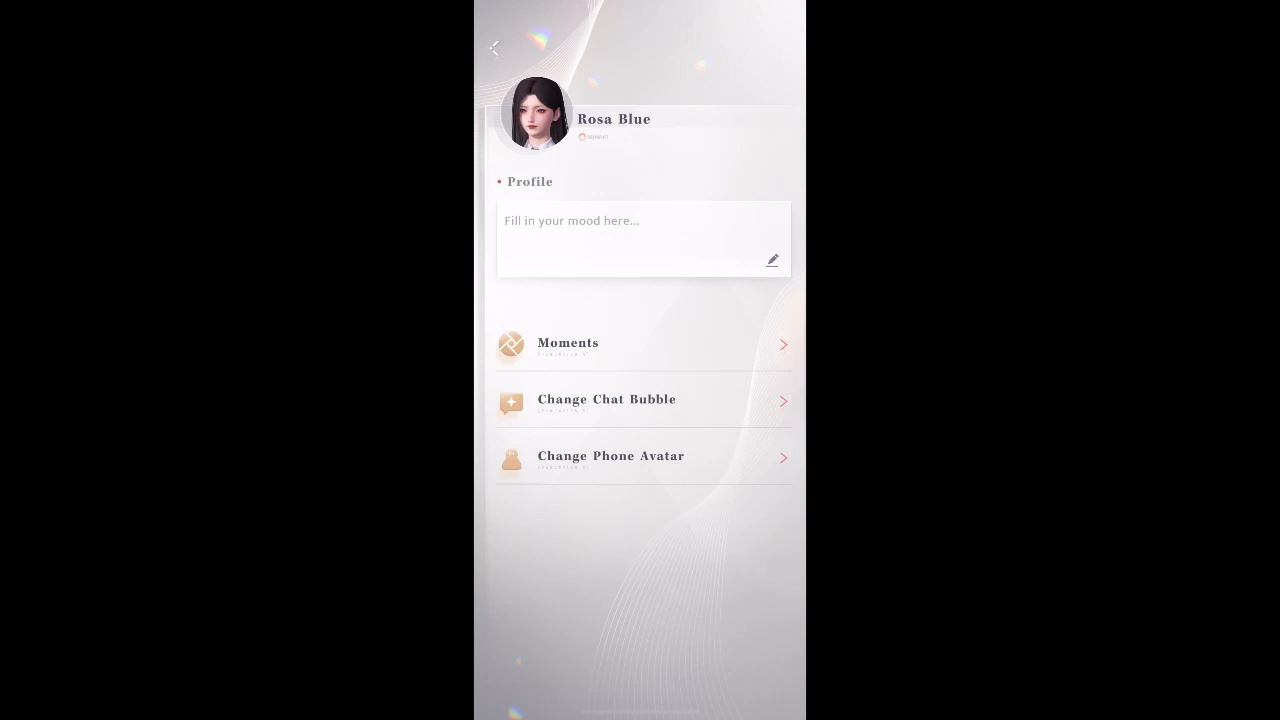 Rosa Blue
• Profile
Fill in your mood here...
Moments
Change Chat Bubble
Change Phone Avatar